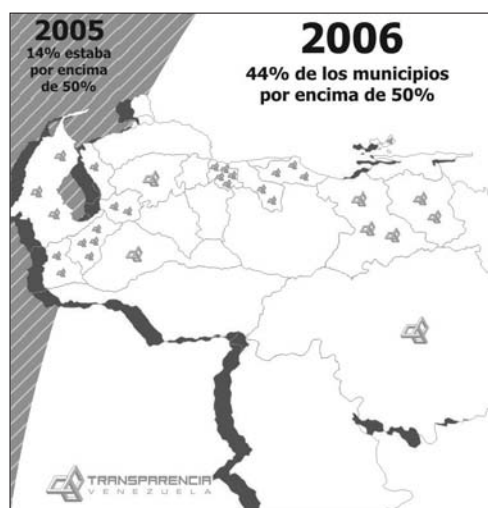 2005
14% estaba
por encima
de 50%
2006
44% de los municipios
por encima de 50%
TRANSPARENCIA
VENEZUELA